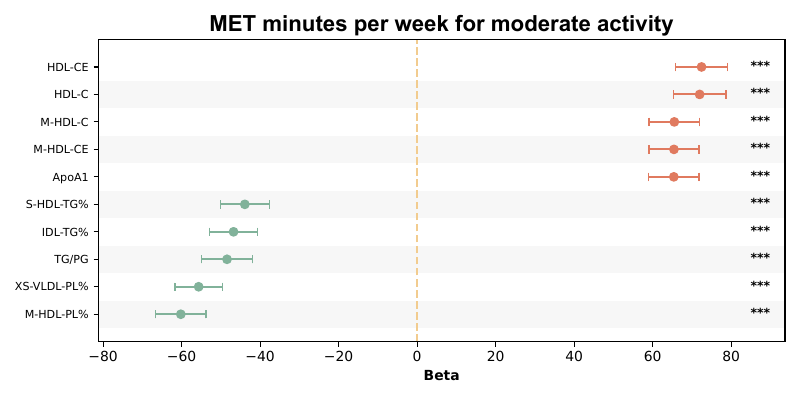 MET minutes per week for moderate activity
HDL-CE ***
HDL-C ***
M-HDL-C ***
M-HDL-CE ***
ApoA1 ***
S-HDL-TG% ***
IDL-TG% ***
TG/PG ***
XS-VLDL-PL% ***
M-HDL-PL% ***
−80 −60 −40 −20 0 20 40 60 80
Beta